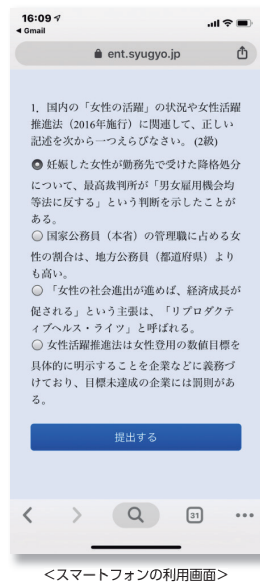 16:09
◀ Gmail
ent.syugyo.jp
1. 国内の「女性の活躍」の状況や女性活躍
推進法（2016年施行）に関連して、正しい
記述を次から一つえらびなさい。 (2級)
妊娠した女性が勤務先で受けた降格処分
について、最高裁判所が「男女雇用機会均
等法に反する」という判断を示したことが
ある。
国家公務員（本省）の管理職に占める女
性の割合は、地方公務員（都道府県）より
も高い。
「女性の社会進出が進めば、経済成長が
促される」という主張は、「リプロダクテ
ィブヘルス・ライツ」と呼ばれる。
女性活躍推進法は女性登用の数値目標を
具体的に明示することを企業などに義務づ
けており、目標未達成の企業には罰則があ
る。
提出する
31
＜スマートフォンの利用画面＞